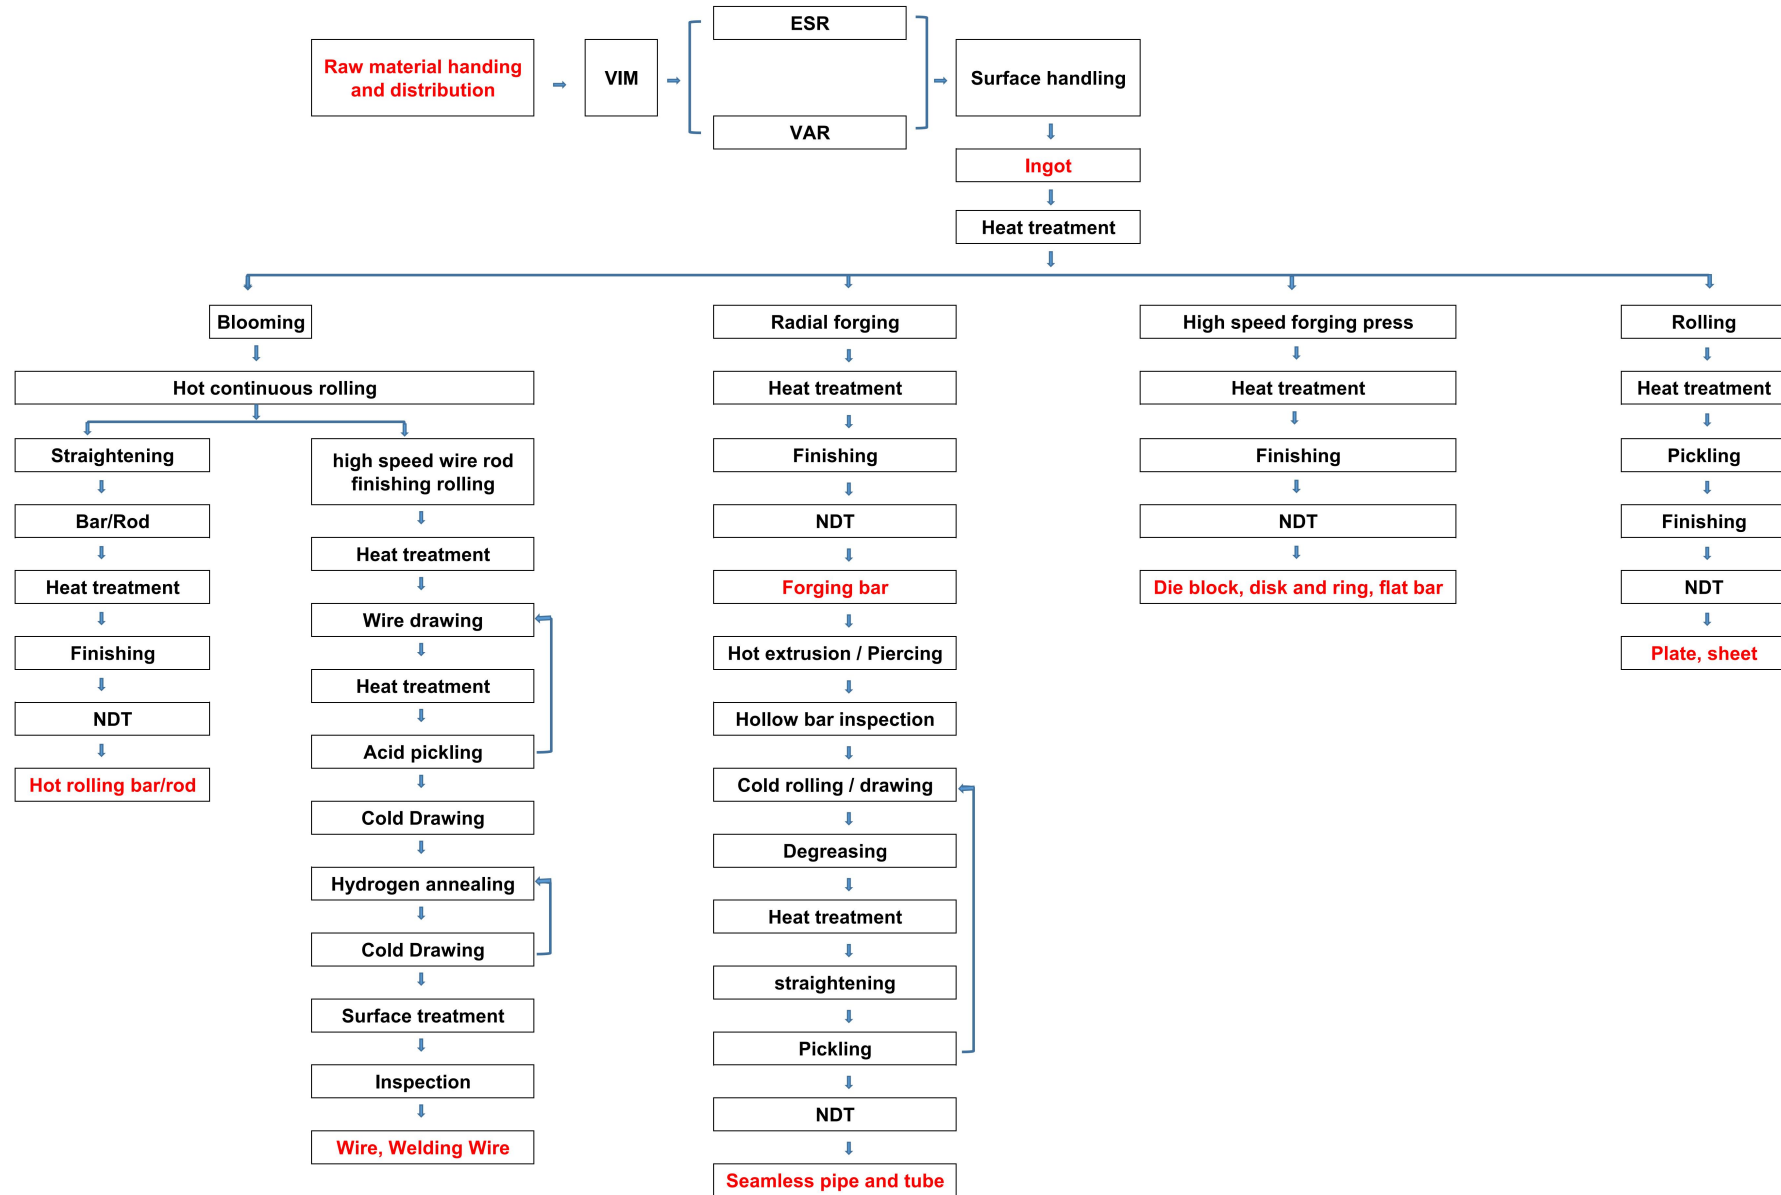 Raw material handing
and distribution
VIM
ESR
VAR
Surface handling
Ingot
Heat treatment
Blooming
Hot continuous rolling
Straightening
Bar/Rod
Heat treatment
Finishing
NDT
Hot rolling bar/rod
high speed wire rod
finishing rolling
Heat treatment
Wire drawing
Heat treatment
Acid pickling
Cold Drawing
Hydrogen annealing
Cold Drawing
Surface treatment
Inspection
Wire, Welding Wire
Radial forging
Heat treatment
Finishing
NDT
Forging bar
Hot extrusion / Piercing
Hollow bar inspection
Cold rolling / drawing
Degreasing
Heat treatment
straightening
Pickling
NDT
Seamless pipe and tube
High speed forging press
Heat treatment
Finishing
NDT
Die block, disk and ring, flat bar
Rolling
Heat treatment
Pickling
Finishing
NDT
Plate, sheet